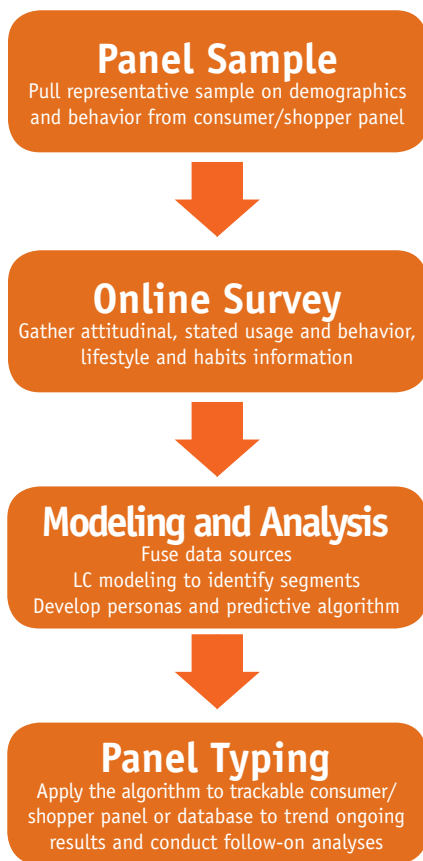 Panel Sample
Pull representative sample on demographics
and behavior from consumer/shopper panel
Online Survey
Gather attitudinal, stated usage and behavior,
lifestyle and habits information
Modeling and Analysis
Fuse data sources
LC modeling to identify segments
Develop personas and predictive algorithm
Panel Typing
Apply the algorithm to trackable consumer/
shopper panel or database to trend ongoing
results and conduct follow-on analyses